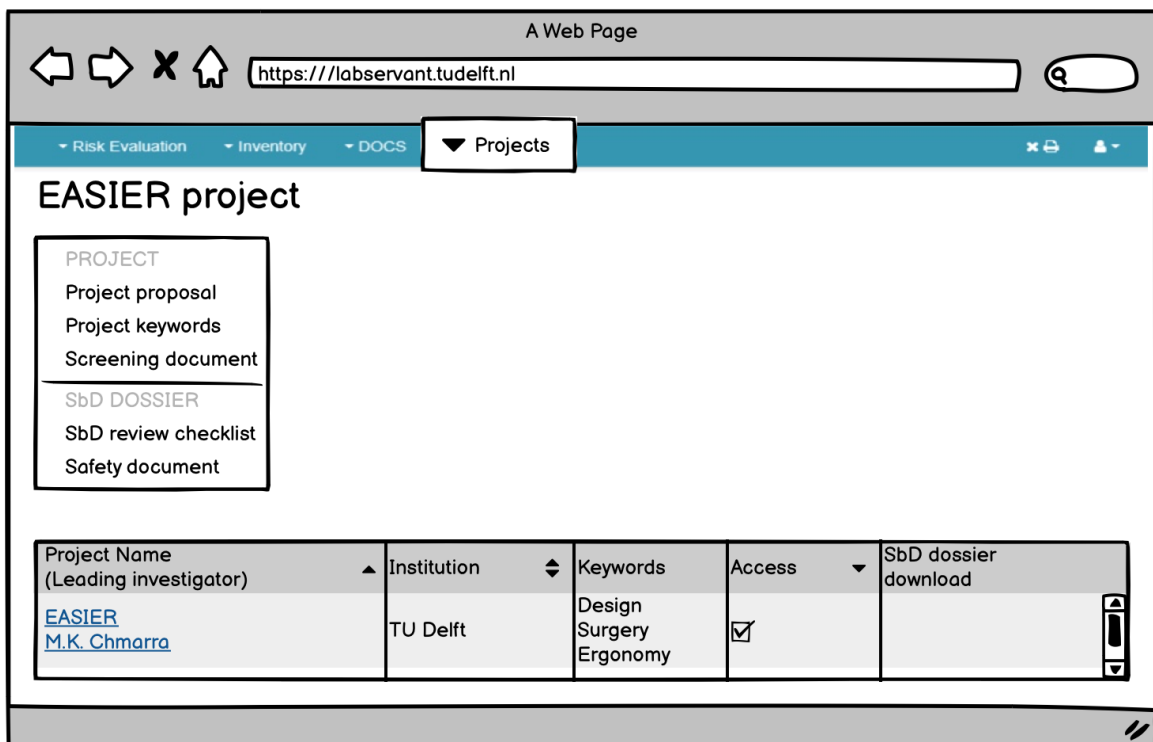 A Web Page
https:///labservant.tudelft.nl
Risk Evaluation Inventory DOCS Projects
EASIER project
PROJECT
Project proposal
Project keywords
Screening document
SbD DOSSIER
SbD review checklist
Safety document
Project Name
(Leading investigator)
Institution
Keywords
Access
SbD dossier
download
EASIER
M.K. Chmarra
TU Delft
Design
Surgery
Ergonomy